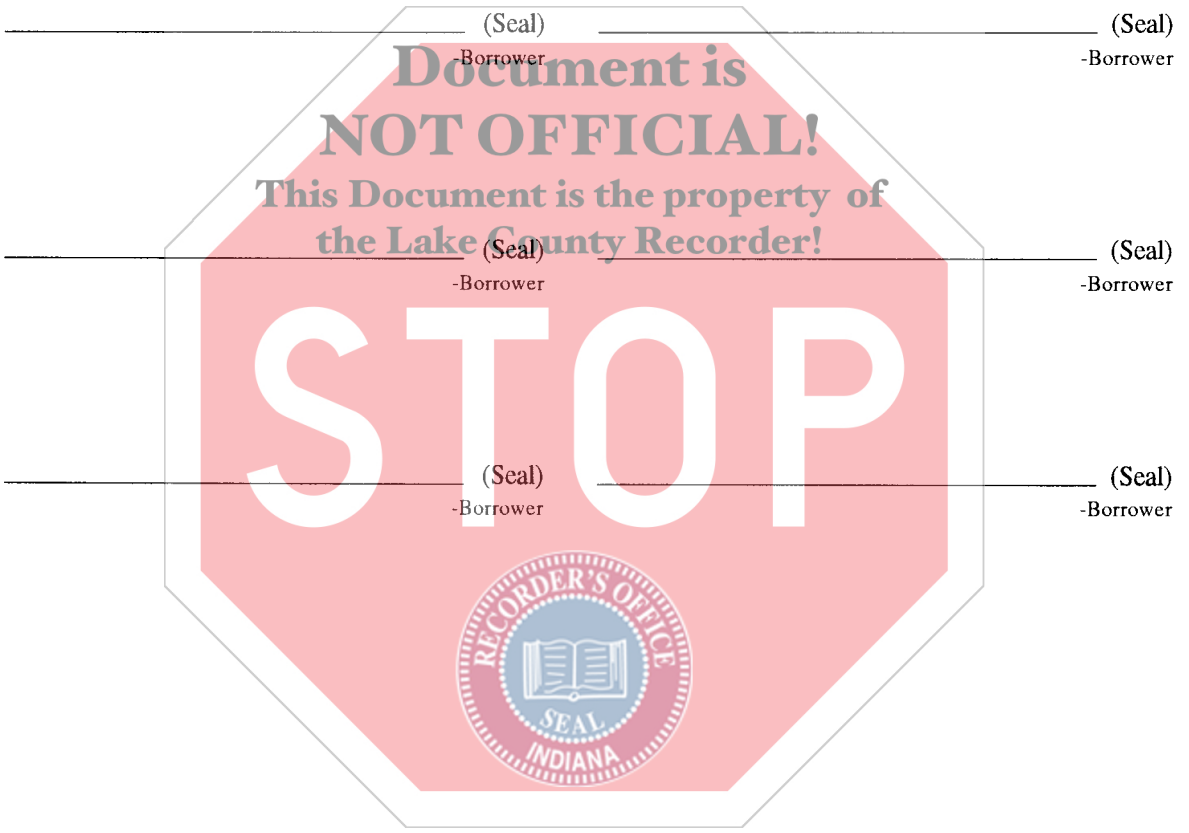 (Seal) (Seal)
-Borrower -Borrower
Document is
NOT OFFICIAL!
This Document is the property of
the Lake County Recorder!
(Seal) (Seal)
-Borrower -Borrower
STOP
(Seal) (Seal)
-Borrower -Borrower
RECORDER'S OFFICE
SEAL
INDIANA